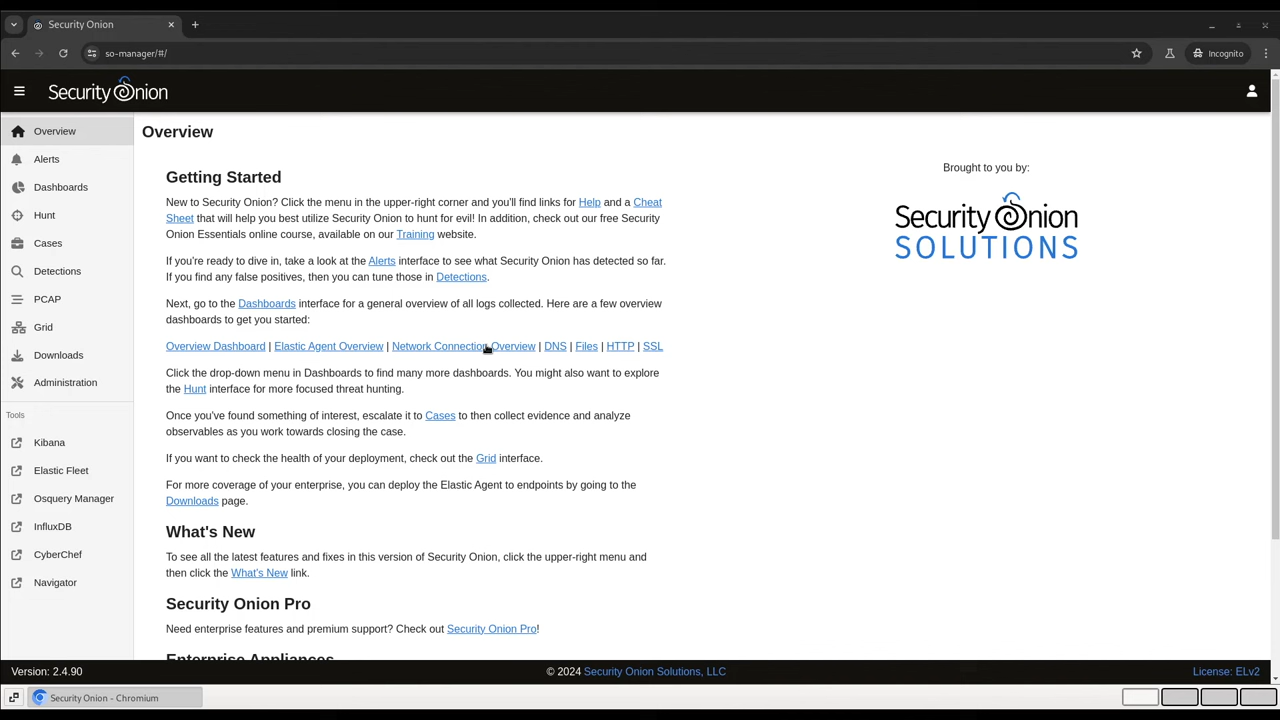 Security Onion
so-manager/#/
Incognito
Security Onion
Overview
Alerts
Dashboards
Hunt
Cases
Detections
PCAP
Grid
Downloads
Administration
Tools
Kibana
Elastic Fleet
Osquery Manager
InfluxDB
CyberChef
Navigator
Overview
Getting Started
New to Security Onion? Click the menu in the upper-right corner and you'll find links for Help and a Cheat
Sheet that will help you best utilize Security Onion to hunt for evil! In addition, check out our free Security
Onion Essentials online course, available on our Training website.
If you're ready to dive in, take a look at the Alerts interface to see what Security Onion has detected so far.
If you find any false positives, then you can tune those in Detections.
Next, go to the Dashboards interface for a general overview of all logs collected. Here are a few overview
dashboards to get you started:
Overview Dashboard | Elastic Agent Overview | Network Connection Overview | DNS | Files | HTTP | SSL
Click the drop-down menu in Dashboards to find many more dashboards. You might also want to explore
the Hunt interface for more focused threat hunting.
Once you've found something of interest, escalate it to Cases to then collect evidence and analyze
observables as you work towards closing the case.
If you want to check the health of your deployment, check out the Grid interface.
For more coverage of your enterprise, you can deploy the Elastic Agent to endpoints by going to the
Downloads page.
What's New
To see all the latest features and fixes in this version of Security Onion, click the upper-right menu and
then click the What's New link.
Security Onion Pro
Need enterprise features and premium support? Check out Security Onion Pro!
Enterprise Appliances
Brought to you by:
Security Onion
SOLUTIONS
Version: 2.4.90
© 2024 Security Onion Solutions, LLC
License: ELv2
Security Onion - Chromium